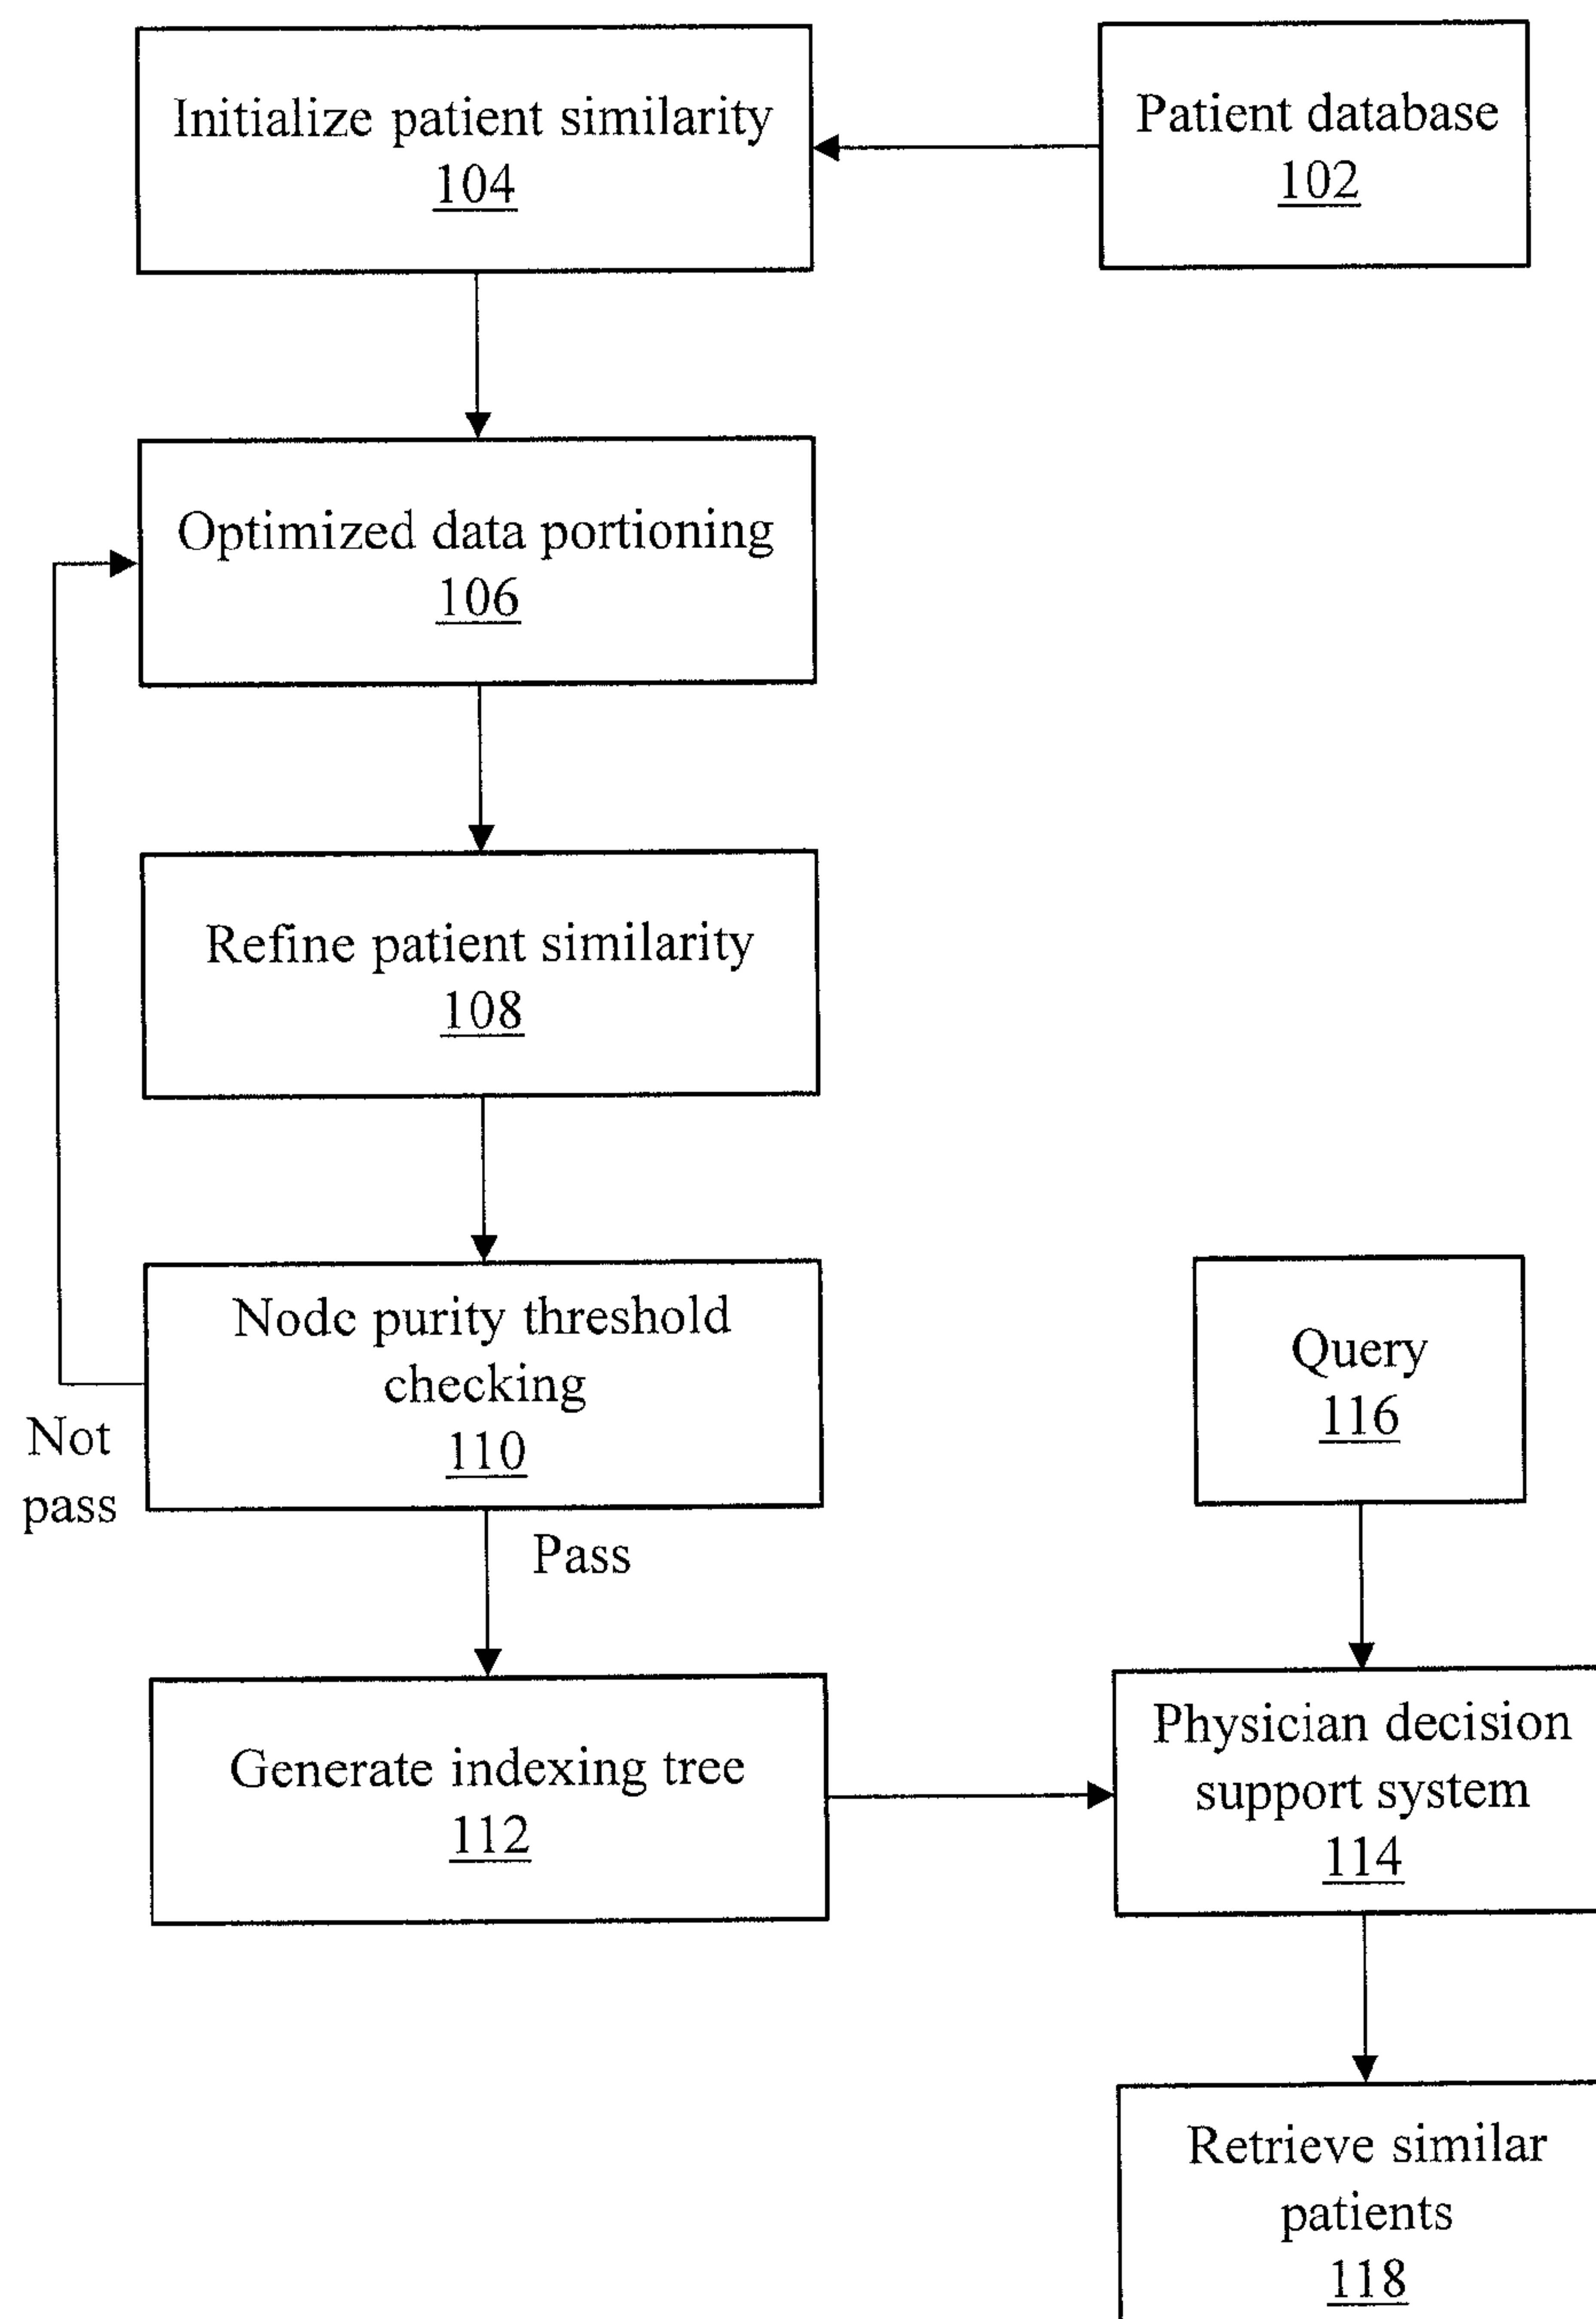 Initialize patient similarity
104
Patient database
102
Optimized data portioning
106
Refine patient similarity
108
Node purity threshold
checking
110
Not
pass
Pass
Query
116
Generate indexing tree
112
Physician decision
support system
114
Retrieve similar
patients
118